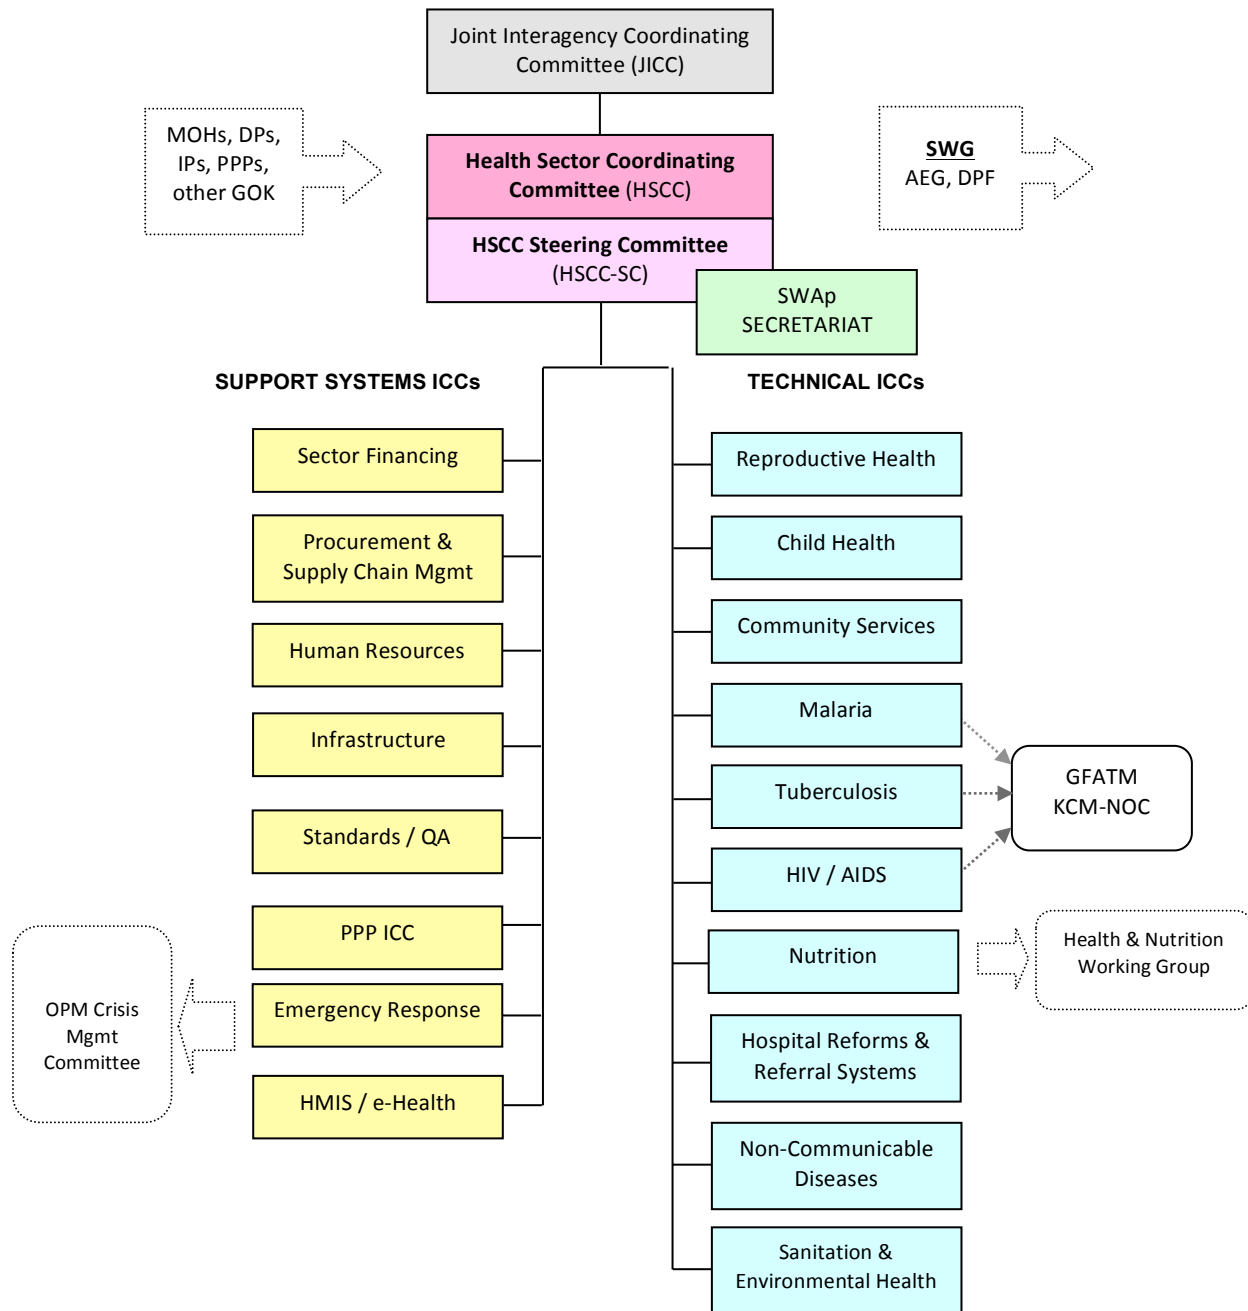 Joint Interagency Coordinating
Committee (JICC)
MOHs, DPs,
IPs, PPPs,
other GOK
Health Sector Coordinating
Committee (HSCC)
SWG
AEG, DPF
HSCC Steering Committee
(HSCC-SC)
SWAp
SECRETARIAT
SUPPORT SYSTEMS ICCs
Sector Financing
Procurement &
Supply Chain Mgmt
Human Resources
Infrastructure
Standards / QA
PPP ICC
Emergency Response
HMIS / e-Health
OPM Crisis
Mgmt
Committee
TECHNICAL ICCs
Reproductive Health
Child Health
Community Services
Malaria
Tuberculosis
HIV / AIDS
Nutrition
Hospital Reforms &
Referral Systems
Non-Communicable
Diseases
Sanitation &
Environmental Health
GFATM
KCM-NOC
Health & Nutrition
Working Group